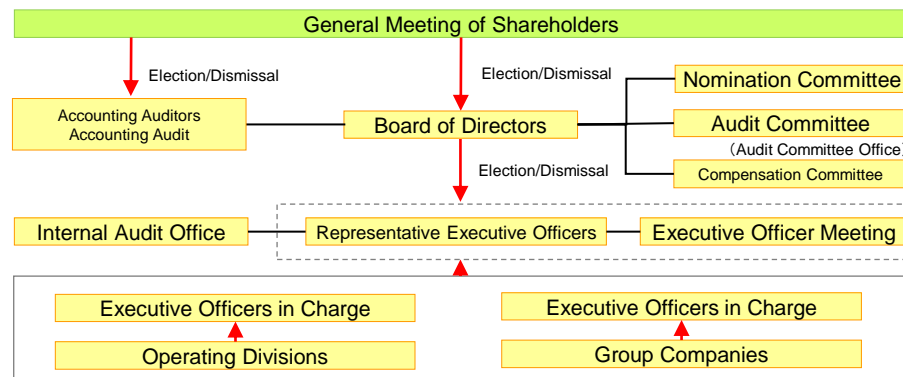 General Meeting of Shareholders
Election/Dismissal
Election/Dismissal
Nomination Committee
Accounting Auditors
Accounting Audit
Board of Directors
Audit Committee
(Audit Committee Office)
Election/Dismissal
Compensation Committee
Internal Audit Office
Representative Executive Officers
Executive Officer Meeting
Executive Officers in Charge
Executive Officers in Charge
Operating Divisions
Group Companies